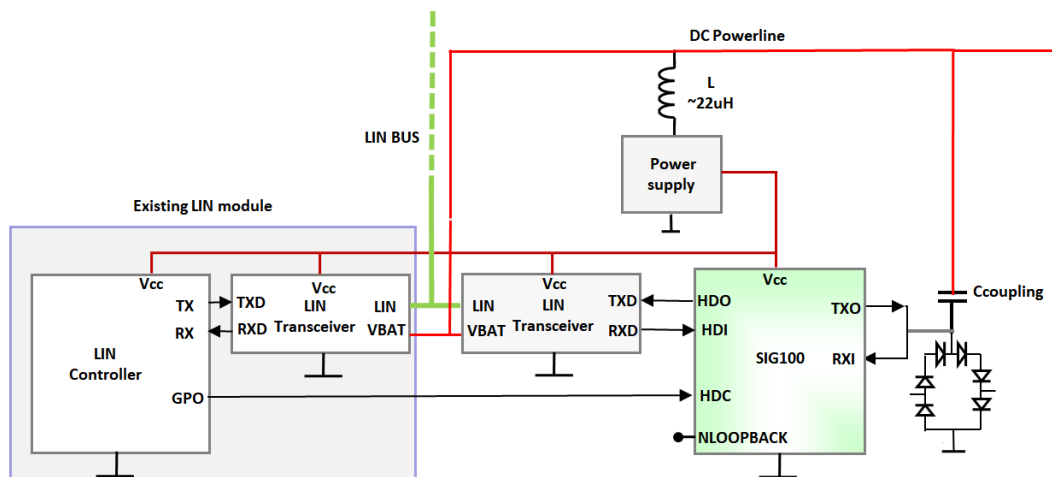 DC Powerline
L
~22uH
LIN BUS
Power
supply
Existing LIN module
Vcc
Vcc
Vcc
Vcc
TX
TXD
LIN
Transceiver
LIN
LIN
LIN
Transceiver
TXD
HDO
TXO
Ccoupling
RX
RXD
VBAT
VBAT
RXD
HDI
LIN
Controller
SIG100
RXI
GPO
HDC
NLOOPBACK